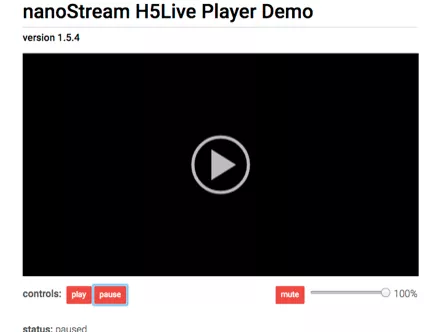 nanoStream H5Live Player Demo
version 1.5.4
controls: play pause mute 100%
status: paused